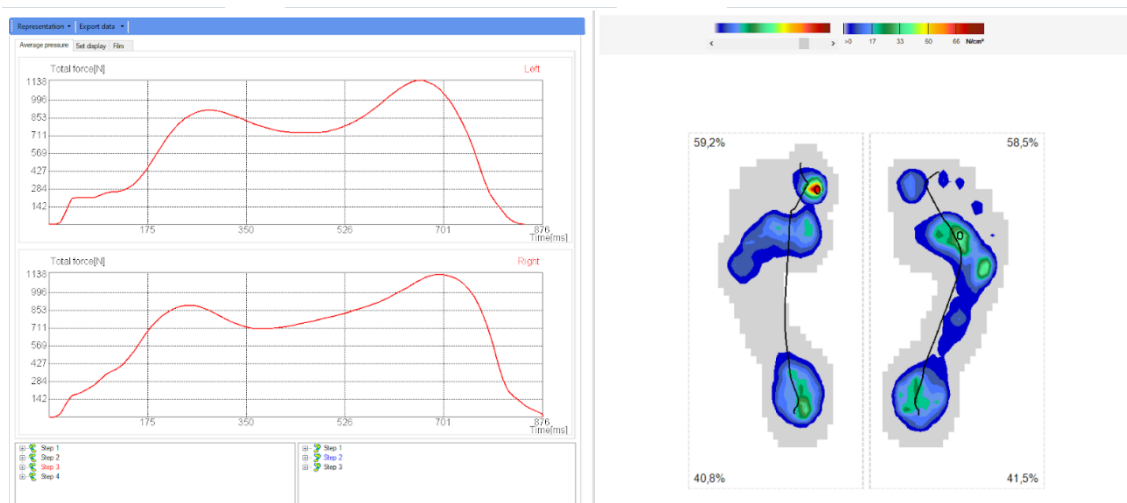 Representation Export data
Average pressure Set display Film
Total force[N] Left
1138
996
853
711
569
427
284
142
175 350 526 701 876
Time[ms]
Total force[N] Right
1138
996
853
711
569
427
284
142
175 350 526 701 876
Time[ms]
Step 1
Step 2
Step 3
Step 4
Step 1
Step 2
Step 3
>0 17 33 50 66 N/cm²
59,2% 58,5%
40,8% 41,5%